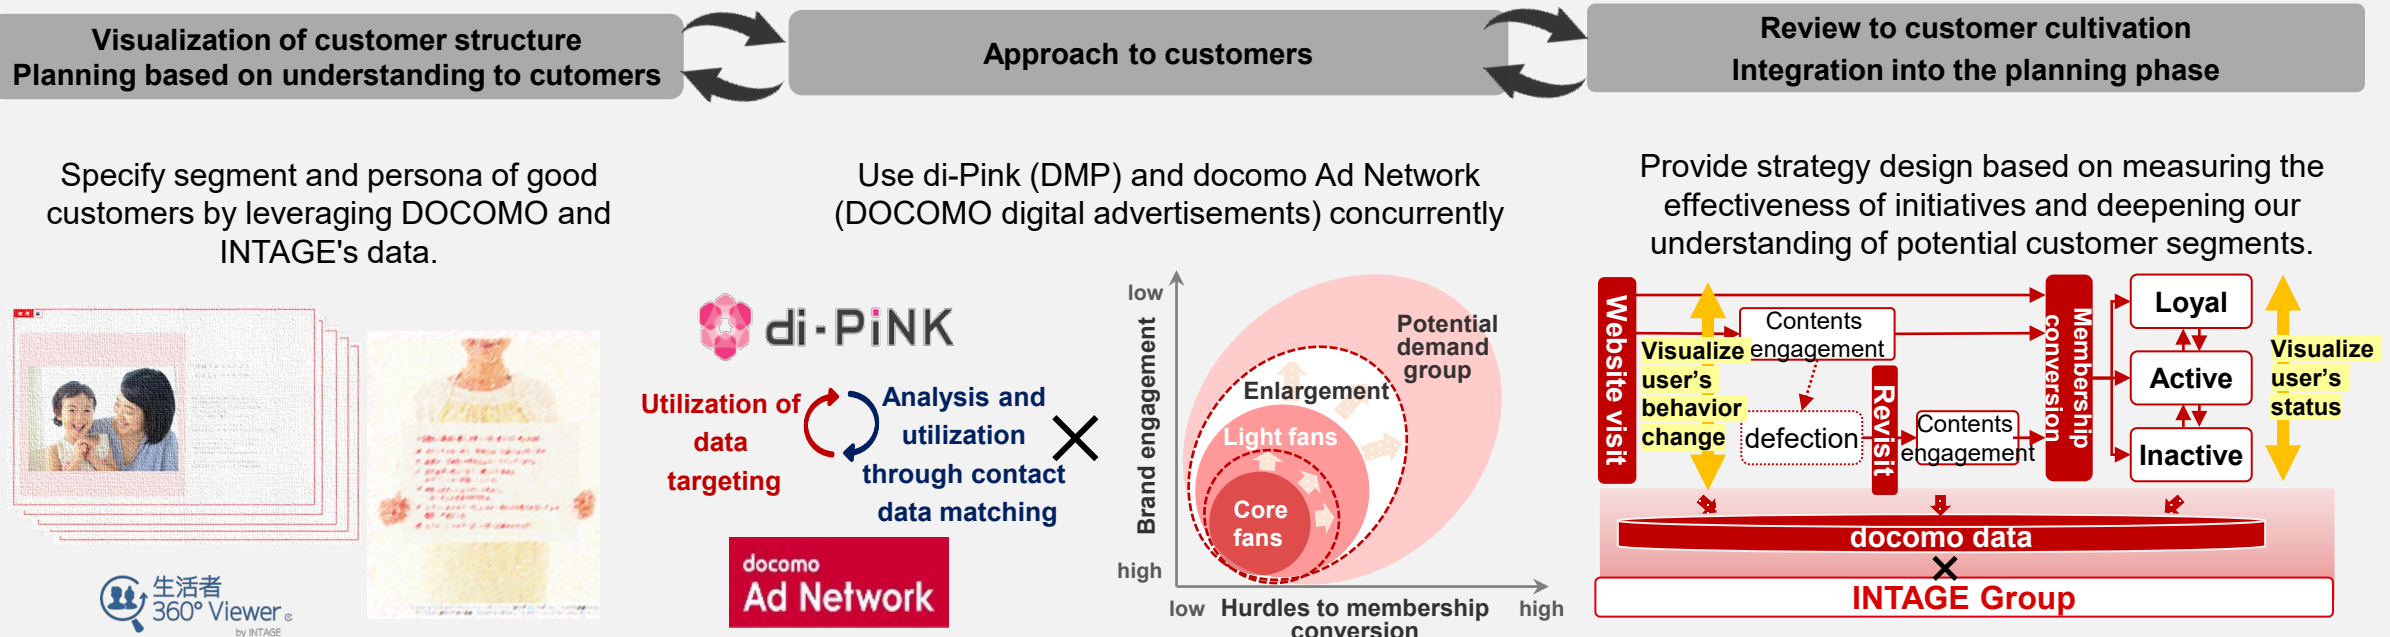 Visualization of customer structure
Planning based on understanding to cutomers
Approach to customers
Review to customer cultivation
Integration into the planning phase
Specify segment and persona of good
customers by leveraging DOCOMO and
INTAGE's data.
生活者
360° Viewer
by INTAGE
Use di-Pink (DMP) and docomo Ad Network
(DOCOMO digital advertisements) concurrently
di-PiNK
Utilization of
data
targeting
Analysis and
utilization
through contact
data matching
docomo
Ad Network
low
Brand engagement
high
low
Hurdles to membership
conversion
high
Potential
demand
group
Enlargement
Light fans
Core
fans
Provide strategy design based on measuring the
effectiveness of initiatives and deepening our
understanding of potential customer segments.
Website visit
Visualize
user's
behavior
change
Contents
engagement
defection
Revisit
Contents
engagement
Membership
conversion
Loyal
Active
Inactive
Visualize
user's
status
docomo data
INTAGE Group